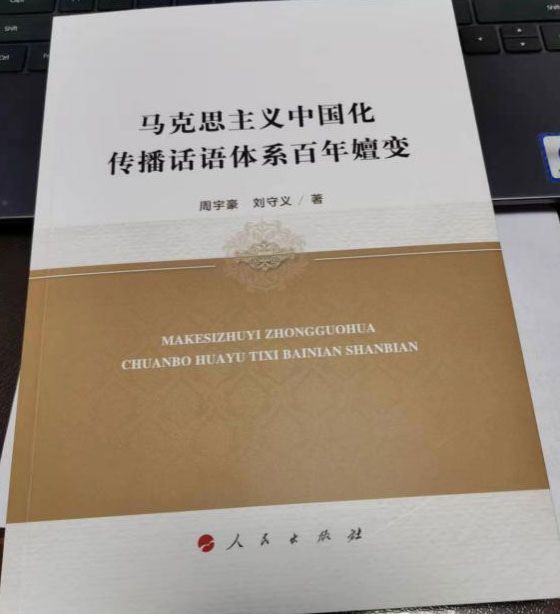 马克思主义中国化
传播话语体系百年嬗变
周宇豪 刘守义 / 著
MAKESIZHUYI ZHONGGUOHUA
CHUANBO HUAYU TIXI BAINIAN SHANBIAN
人民出版社